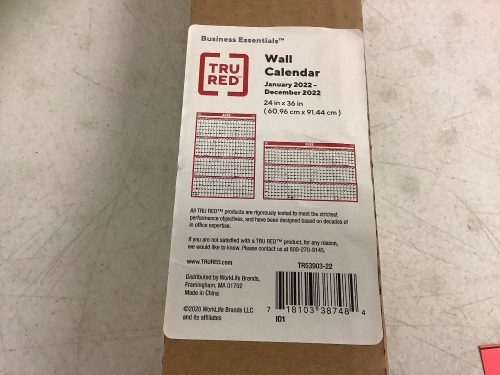 Business Essentials™
TRU
RED™
Wall
Calendar
January 2022 –
December 2022
24 in x 36 in
( 60.96 cm x 91.44 cm )
2022
2022
All TRU RED™ products are rigorously tested to meet the strictest
performance objectives, and have been designed based on decades of
in office expertise.
If you are not satisfied with a TRU RED™ product, for any reason,
we would like to know. Please contact us at 800-270-9145.
www.TRURED.com
TR53903-22
Distributed by WorkLife Brands,
Framingham, MA 01702
Made in China
©2020 WorkLife Brands LLC
and its affiliates
7 18103 38748 4
I01